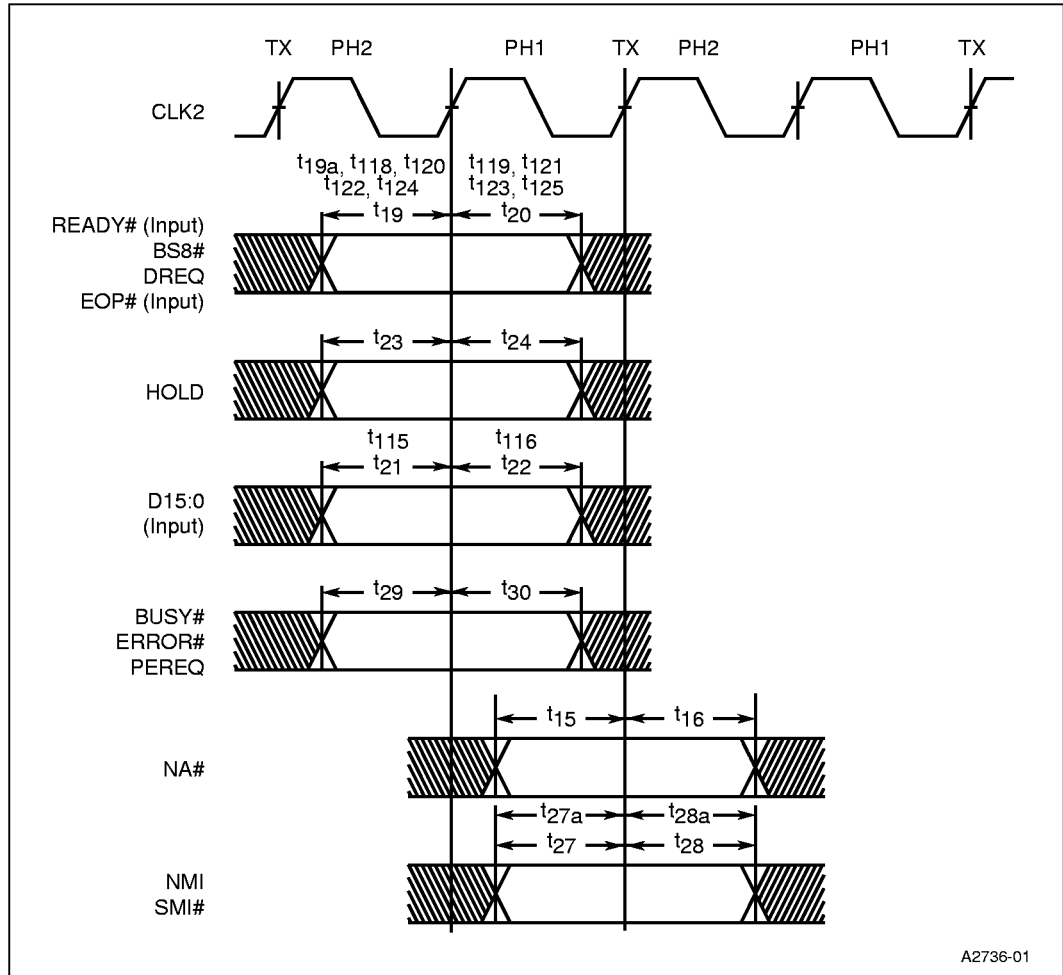 TX PH2 PH1 TX PH2 PH1 TX
CLK2
t19a, t118, t120 t119, t121
t122, t124 t123, t125
t19 t20
READY# (Input)
BS8#
DREQ
EOP# (Input)
t23 t24
HOLD
t115 t116
t21 t22
D15:0
(Input)
t29 t30
BUSY#
ERROR#
PEREQ
t15 t16
NA#
t27a t28a
t27 t28
NMI
SMI#
A2736-01